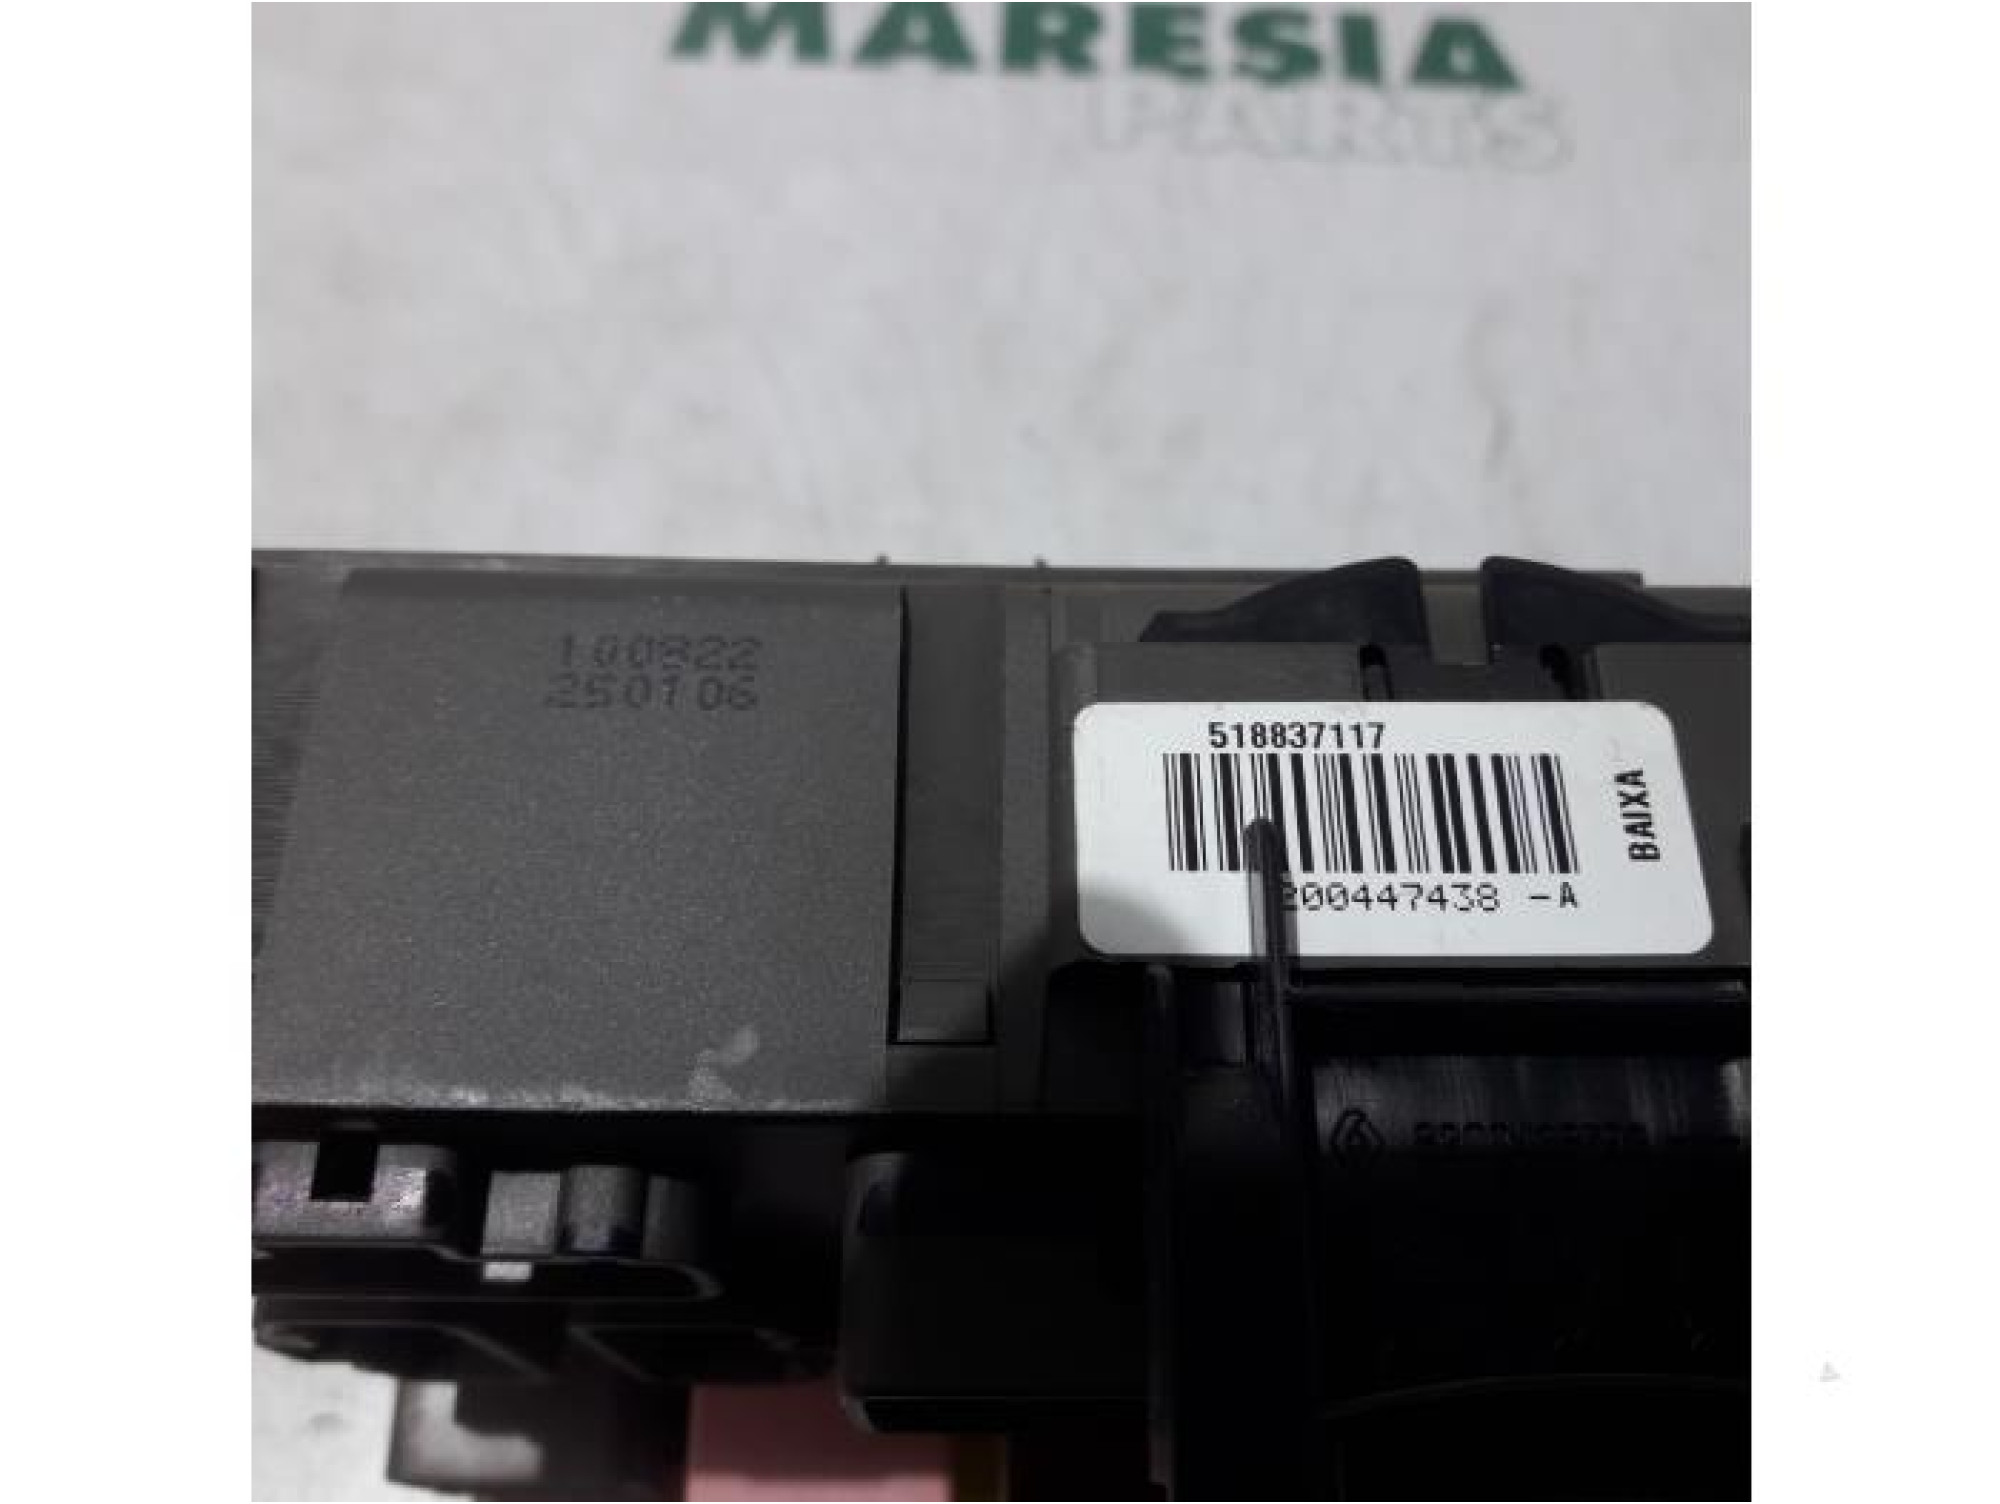 MARESIA
PARTS
100822
250106
518837117
200447438 -A
BAIXA